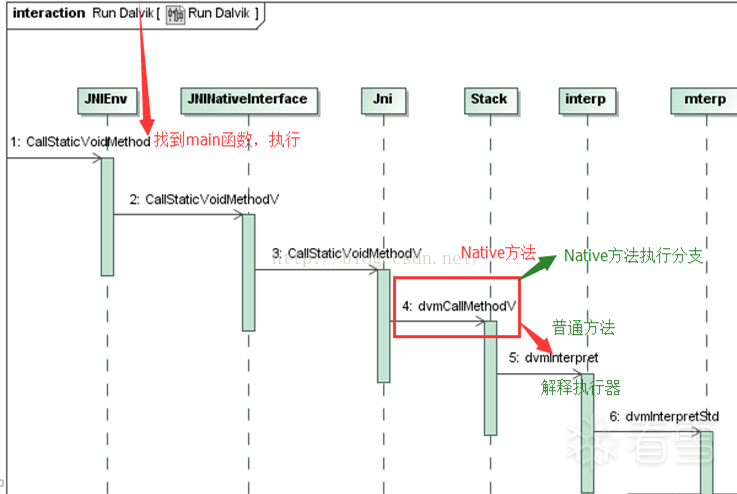 interaction Run Dalvik [ Run Dalvik ]
JNIEnv JNINativeInterface Jni Stack interp mterp
1: CallStaticVoidMethod 找到main函数，执行
2: CallStaticVoidMethodV
3: CallStaticVoidMethodV
http://blog.csdn.net/
Native方法
Native方法执行分支
4: dvmCallMethodV
普通方法
5: dvmInterpret
解释执行器
6: dvmInterpretStd
看雪